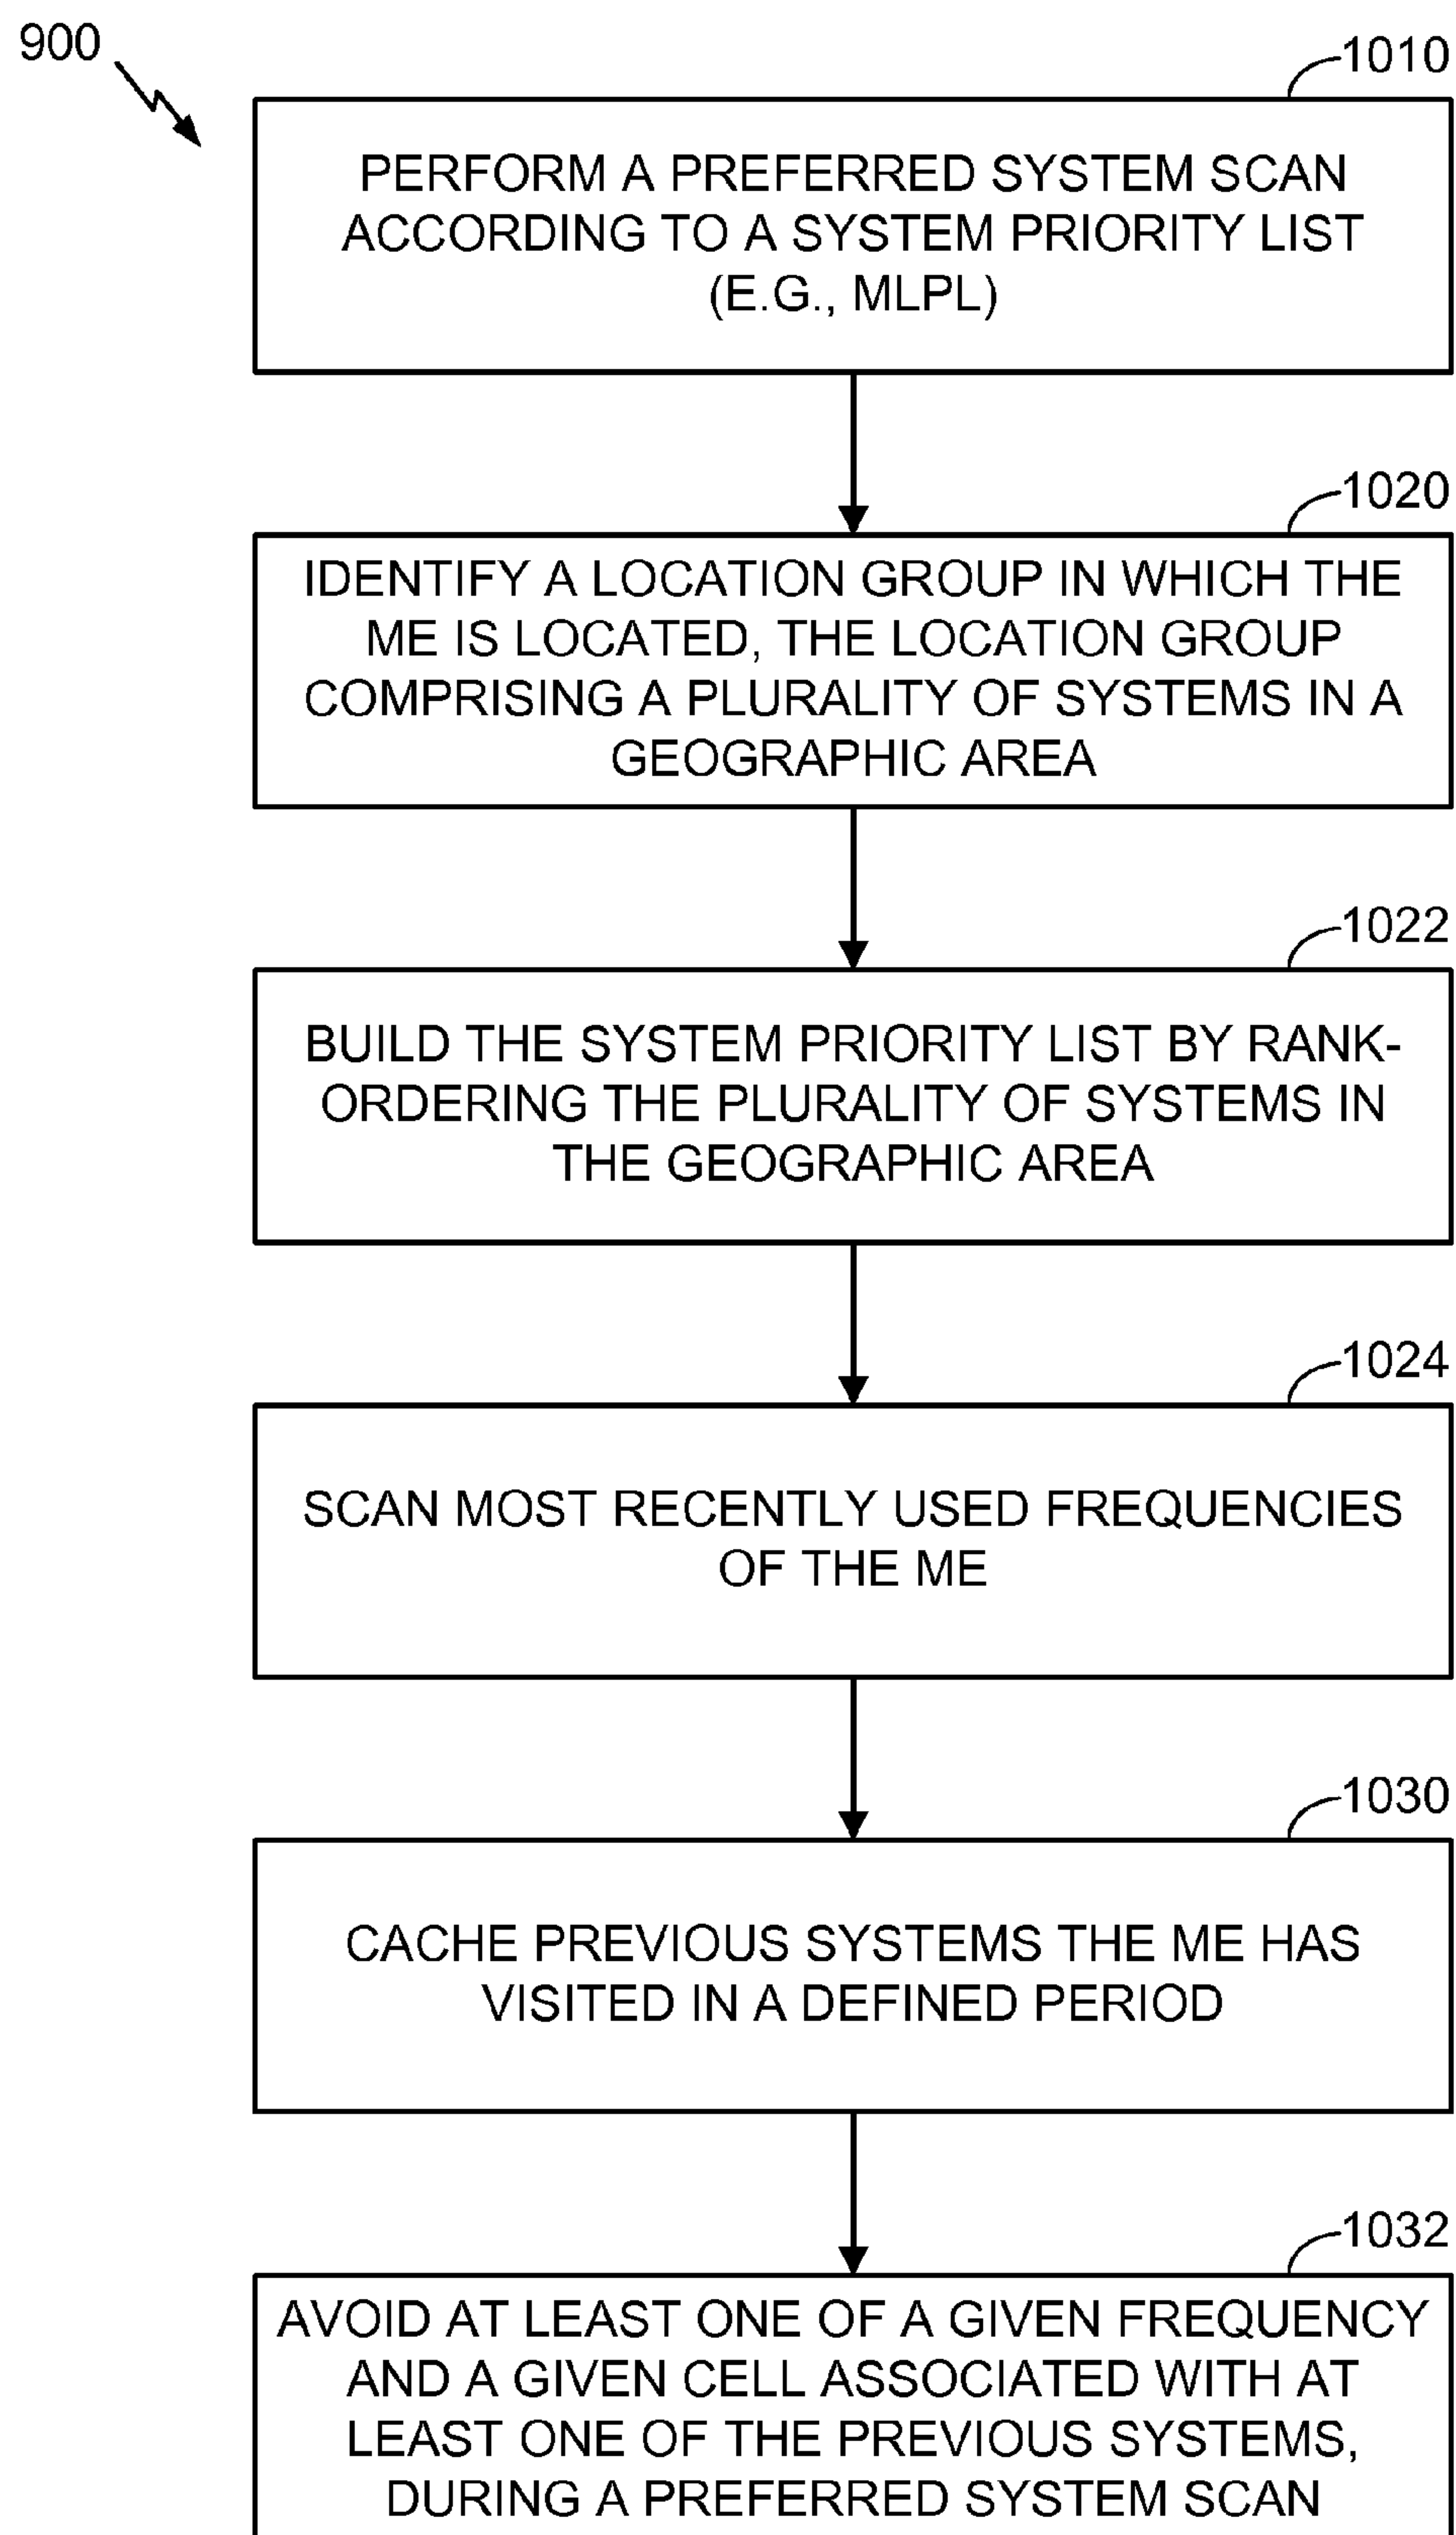 900
1010
PERFORM A PREFERRED SYSTEM SCAN
ACCORDING TO A SYSTEM PRIORITY LIST
(E.G., MLPL)
1020
IDENTIFY A LOCATION GROUP IN WHICH THE
ME IS LOCATED, THE LOCATION GROUP
COMPRISING A PLURALITY OF SYSTEMS IN A
GEOGRAPHIC AREA
1022
BUILD THE SYSTEM PRIORITY LIST BY RANK-
ORDERING THE PLURALITY OF SYSTEMS IN
THE GEOGRAPHIC AREA
1024
SCAN MOST RECENTLY USED FREQUENCIES
OF THE ME
1030
CACHE PREVIOUS SYSTEMS THE ME HAS
VISITED IN A DEFINED PERIOD
1032
AVOID AT LEAST ONE OF A GIVEN FREQUENCY
AND A GIVEN CELL ASSOCIATED WITH AT
LEAST ONE OF THE PREVIOUS SYSTEMS,
DURING A PREFERRED SYSTEM SCAN